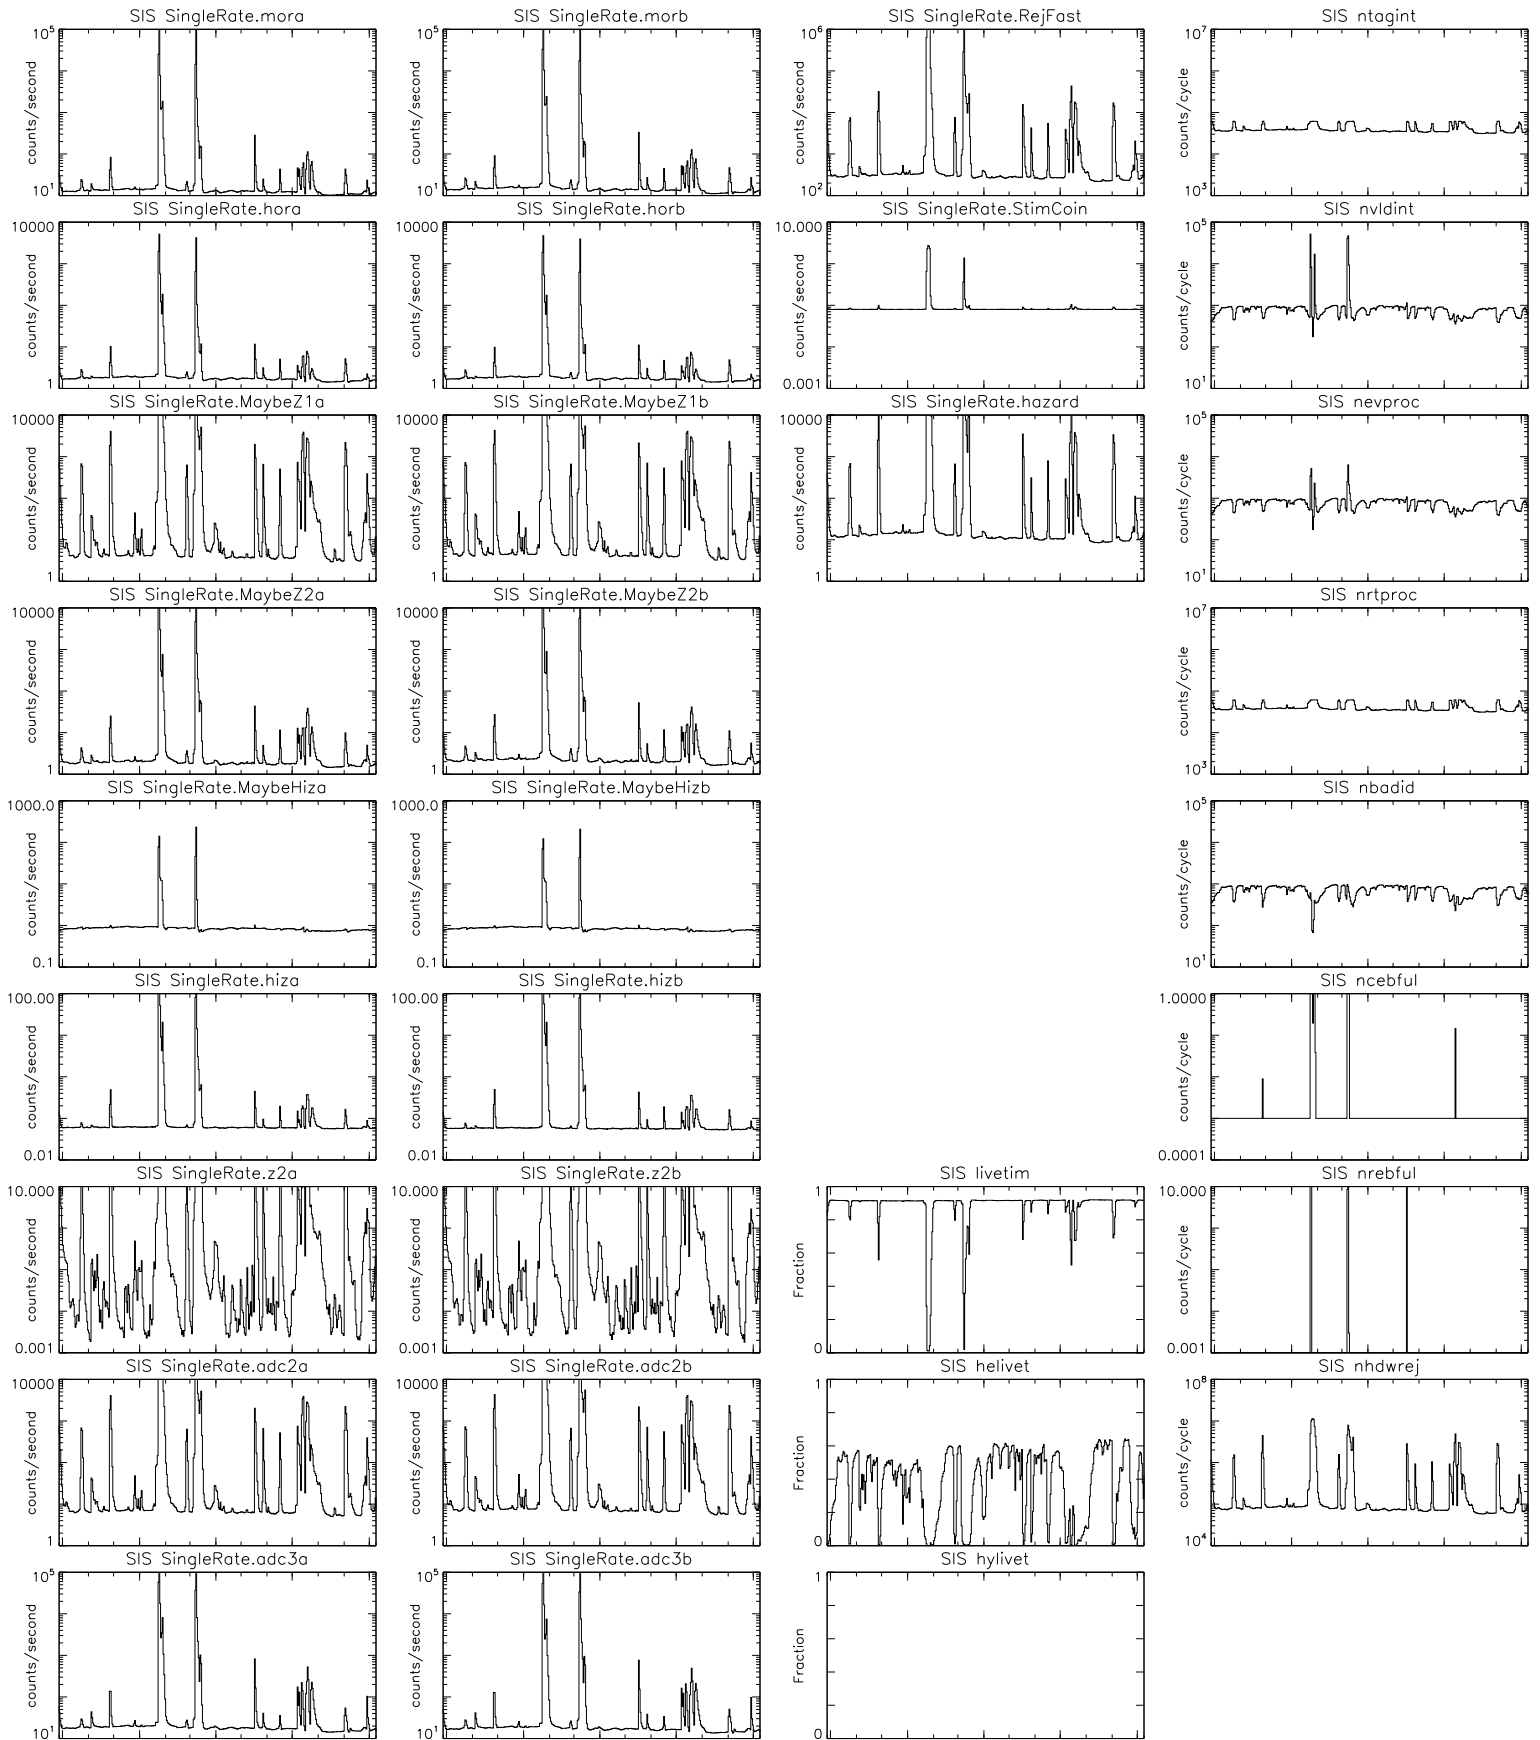 SIS SingleRate.mora
10^5
counts/second
10^1
SIS SingleRate.morb
10^5
counts/second
10^1
SIS SingleRate.RejFast
10^6
counts/second
10^2
SIS ntagint
10^7
counts/cycle
10^3
SIS SingleRate.hora
10000
counts/second
1
SIS SingleRate.horb
10000
counts/second
1
SIS SingleRate.StimCoin
10.000
counts/second
0.001
SIS nvldint
10^5
counts/cycle
10^1
SIS SingleRate.MaybeZ1a
10000
counts/second
1
SIS SingleRate.MaybeZ1b
10000
counts/second
1
SIS SingleRate.hazard
10000
counts/second
1
SIS nevproc
10^5
counts/cycle
10^1
SIS SingleRate.MaybeZ2a
10000
counts/second
1
SIS SingleRate.MaybeZ2b
10000
counts/second
1
SIS nrtproc
10^7
counts/cycle
10^3
SIS SingleRate.MaybeHiza
1000.0
counts/second
0.1
SIS SingleRate.MaybeHizb
1000.0
counts/second
0.1
SIS nbadid
10^5
counts/cycle
10^1
SIS SingleRate.hiza
100.00
counts/second
0.01
SIS SingleRate.hizb
100.00
counts/second
0.01
SIS ncebful
1.0000
counts/cycle
0.0001
SIS SingleRate.z2a
10.000
counts/second
0.001
SIS SingleRate.z2b
10.000
counts/second
0.001
SIS livetim
1
Fraction
0
SIS nrebful
10.000
counts/cycle
0.001
SIS SingleRate.adc2a
10000
counts/second
1
SIS SingleRate.adc2b
10000
counts/second
1
SIS helivet
1
Fraction
0
SIS nhdwrej
10^8
counts/cycle
10^4
SIS SingleRate.adc3a
10^5
counts/second
10^1
SIS SingleRate.adc3b
10^5
counts/second
10^1
SIS hylivet
1
Fraction
0